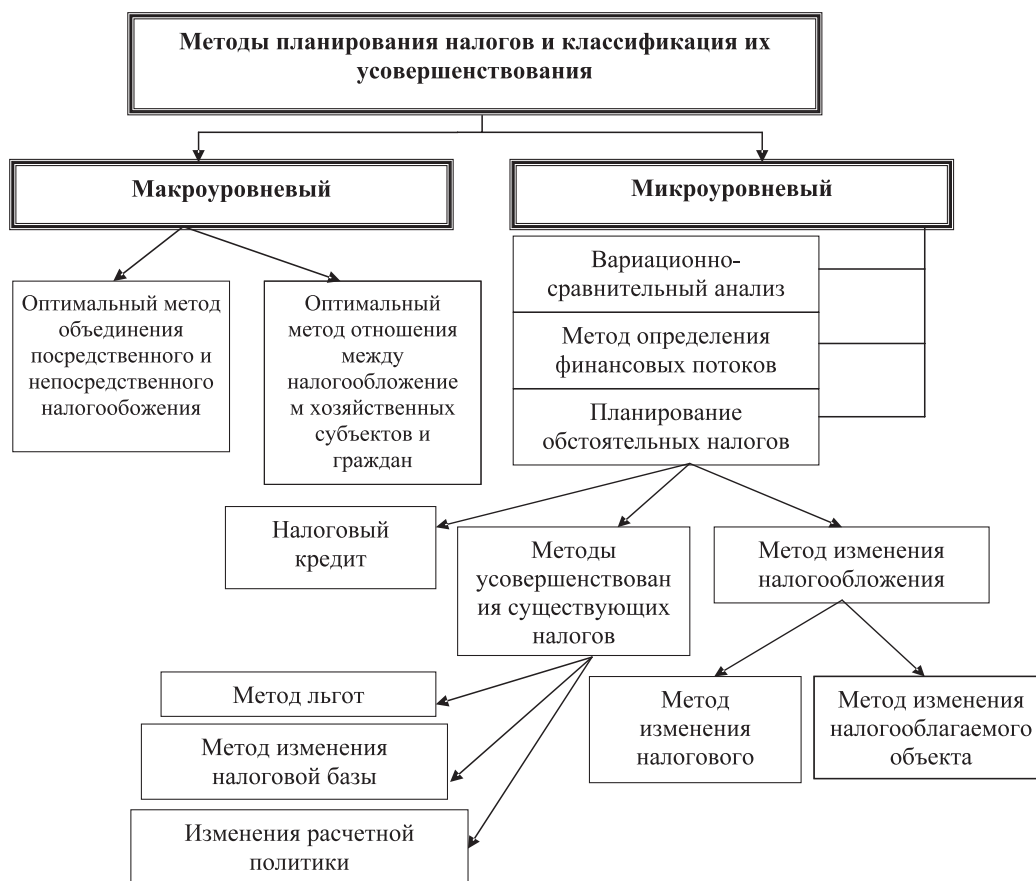 Методы планирования налогов и классификация их
усовершенствования
Макроуровневый
Микроуровневый
Оптимальный метод
объединения
посредственного и
непосредственного
налогообожения
Оптимальный
метод отношения
между
налогообложение
м хозяйственных
субъектов и
граждан
Вариационно-
сравнительный анализ
Метод определения
финансовых потоков
Планирование
обстоятельных налогов
Налоговый
кредит
Методы
усовершенствован
ия существующих
налогов
Метод изменения
налогообложения
Метод льгот
Метод изменения
налоговой базы
Изменения расчетной
политики
Метод
изменения
налогового
Метод изменения
налогооблагаемого
объекта